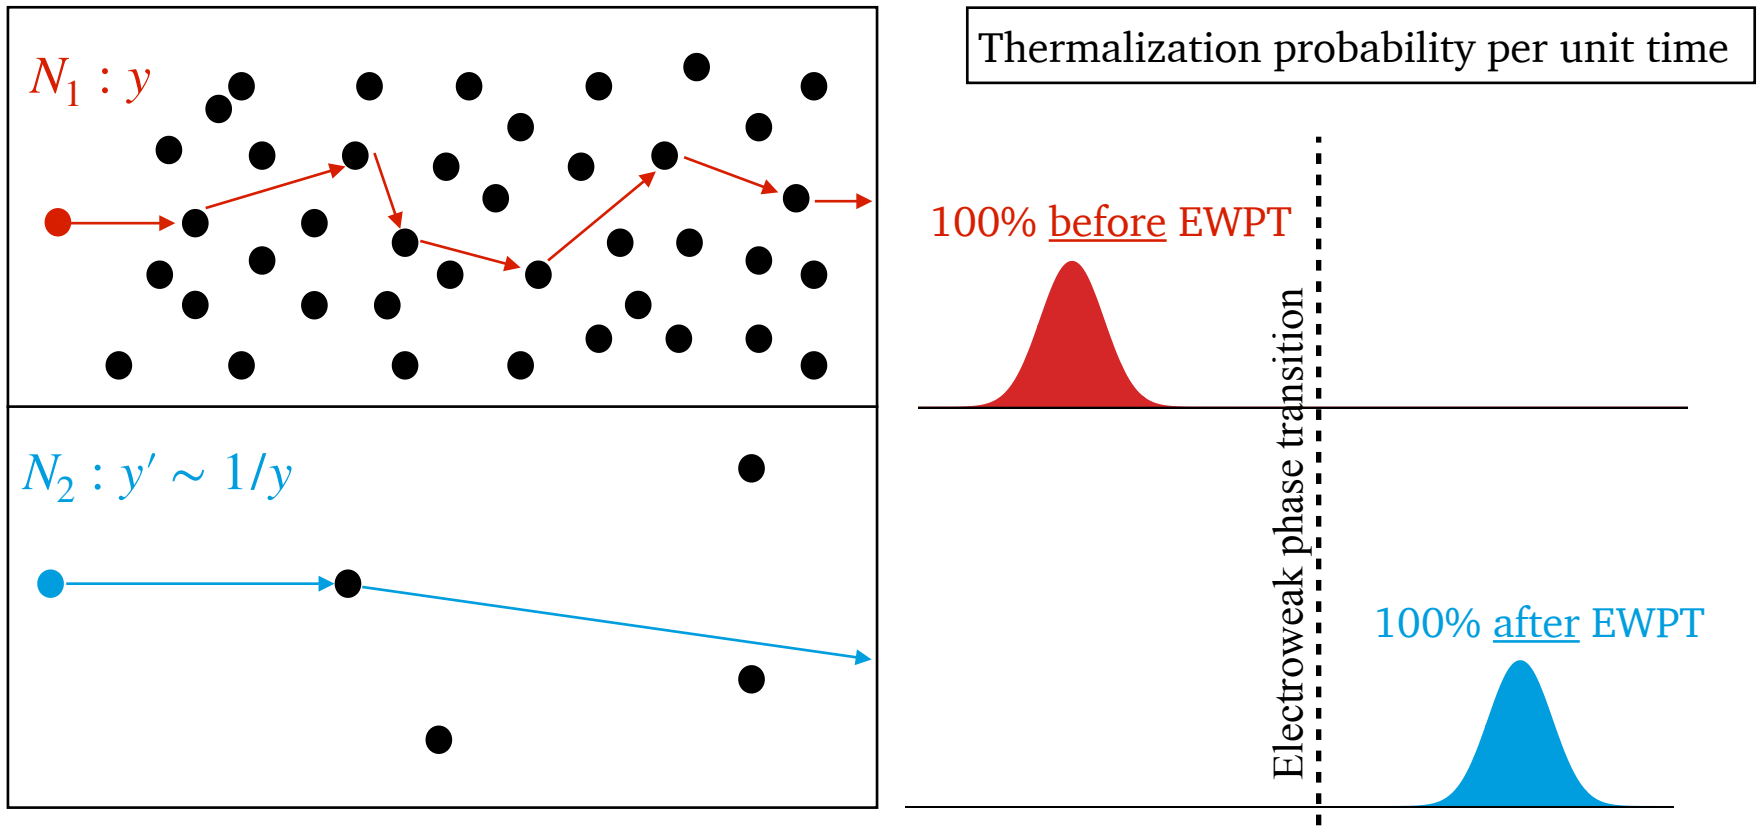 N₁ : y
Thermalization probability per unit time
100% before EWPT
Electroweak phase transition
N₂ : y′ ∼ 1/y
100% after EWPT